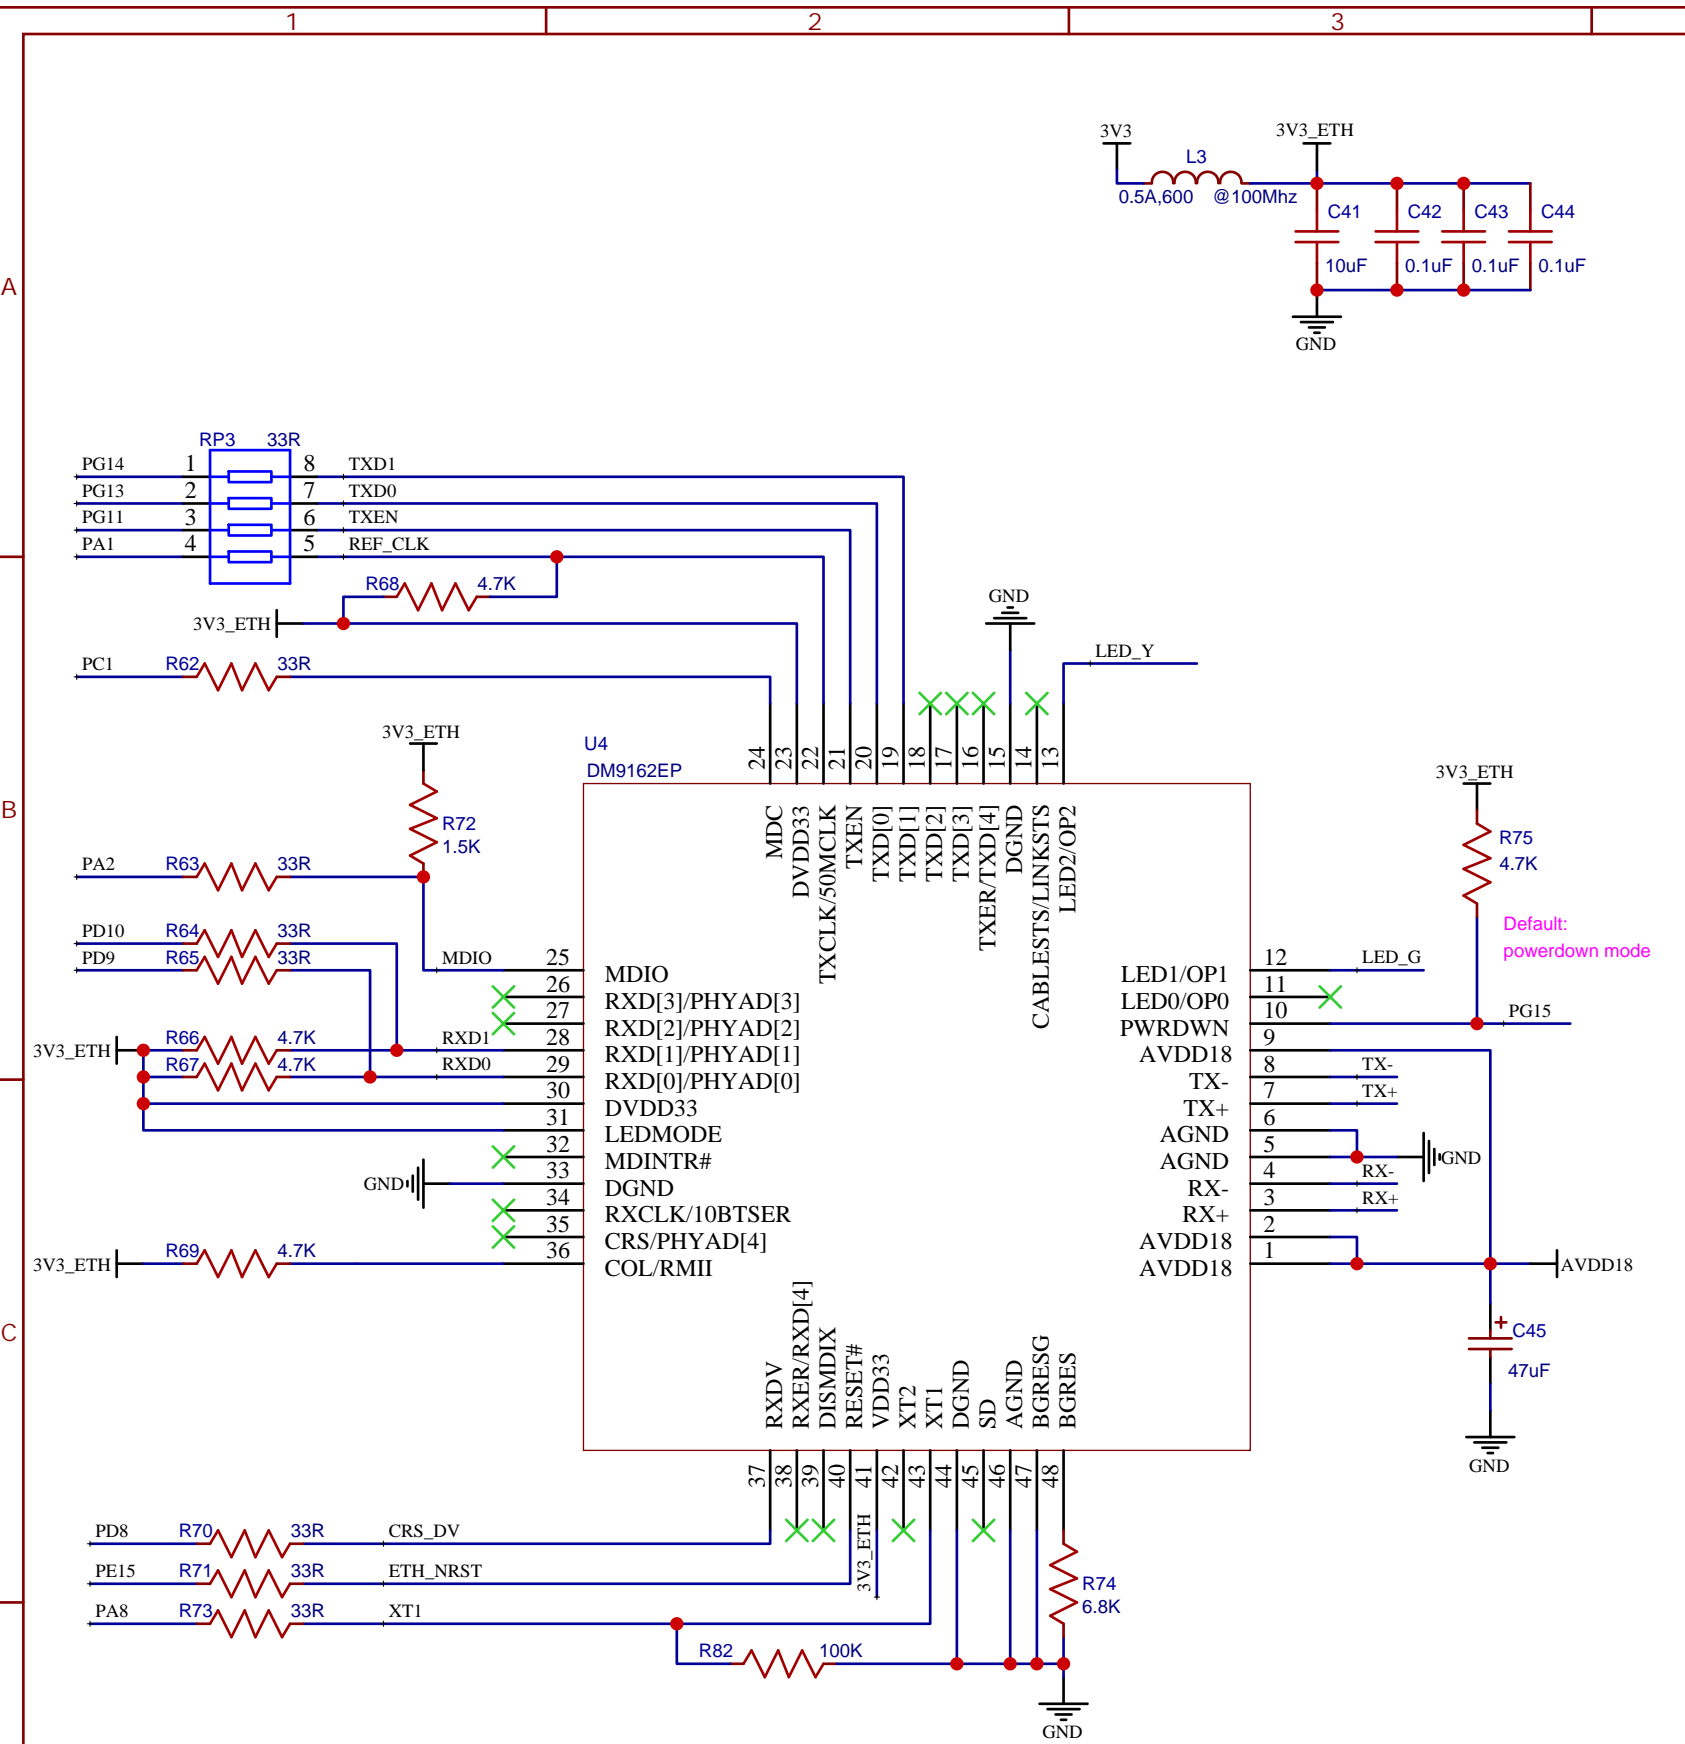 1 2 3
3V3 3V3_ETH
L3
0.5A,600 @100Mhz
C41 C42 C43 C44
10uF 0.1uF 0.1uF 0.1uF
A
GND
RP3 33R
PG14 1 8 TXD1
PG13 2 7 TXD0
PG11 3 6 TXEN
PA1 4 5 REF_CLK
R68 4.7K
GND
3V3_ETH
LED_Y
PC1 R62 33R
3V3_ETH
U4
DM9162EP
24 23 22 21 20 19 18 17 16 15 14 13
3V3_ETH
B
MDC
DVDD33
TXCLK/50MCLK
TXEN
TXD[0]
TXD[1]
TXD[2]
TXD[3]
TXER/TXD[4]
DGND
CABLESTS/LINKSTS
LED2/OP2
R72
1.5K
R75
4.7K
PA2 R63 33R
Default:
powerdown mode
PD10 R64 33R
PD9 R65 33R
MDIO 25 MDIO
26 RXD[3]/PHYAD[3]
27 RXD[2]/PHYAD[2]
3V3_ETH R66 4.7K RXD1 28 RXD[1]/PHYAD[1]
R67 4.7K RXD0 29 RXD[0]/PHYAD[0]
30 DVDD33
31 LEDMODE
32 MDINTR#
GND 33 DGND
34 RXCLK/10BTSER
35 CRS/PHYAD[4]
3V3_ETH R69 4.7K 36 COL/RMII
LED1/OP1 12 LED_G
LED0/OP0 11
PWRDWN 10 PG15
AVDD18 9
TX- 8 TX-
TX+ 7 TX+
AGND 6
AGND 5 GND
RX- 4 RX-
RX+ 3 RX+
AVDD18 2
AVDD18 1 AVDD18
C
+ C45
47uF
GND
RXDV
RXER/RXD[4]
DISMDIX
RESET#
VDD33
XT2
XT1
DGND
SD
AGND
BGRESG
BGRES
37 38 39 40 41 42 43 44 45 46 47 48
3V3_ETH
PD8 R70 33R CRS_DV
PE15 R71 33R ETH_NRST
PA8 R73 33R XT1
R74
6.8K
R82 100K
GND